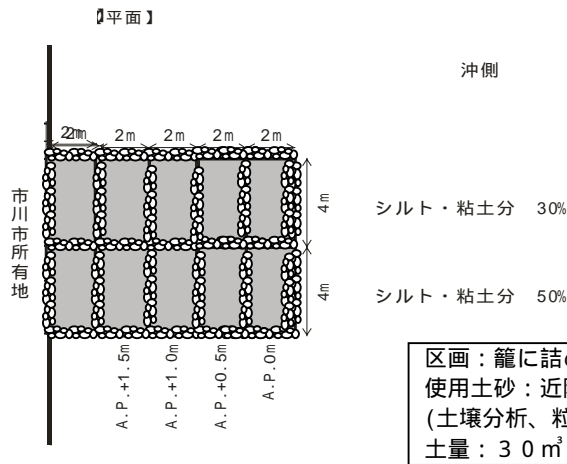 【平面】
沖側
2m 2m 2m 2m 2m
4m
シルト・粘土分 30%
市川市所有地
4m
シルト・粘土分 50%
A.P.+1.5m
A.P.+1.0m
A.P.+0.5m
A.P.0m
区画:籠に詰め
使用土砂:近
(土壌分析、粒
土量:30㎥